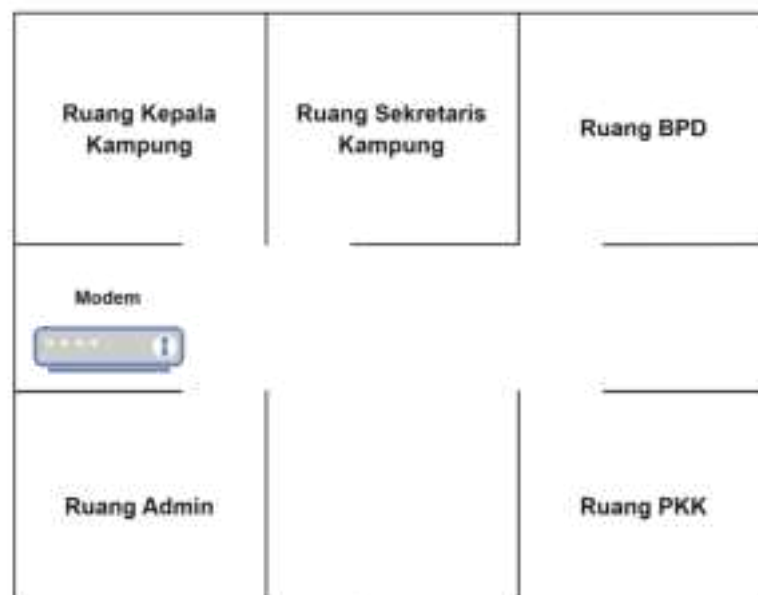 Ruang Kepala
Kampung
Ruang Sekretaris
Kampung
Ruang BPD
Modem
Ruang Admin
Ruang PKK